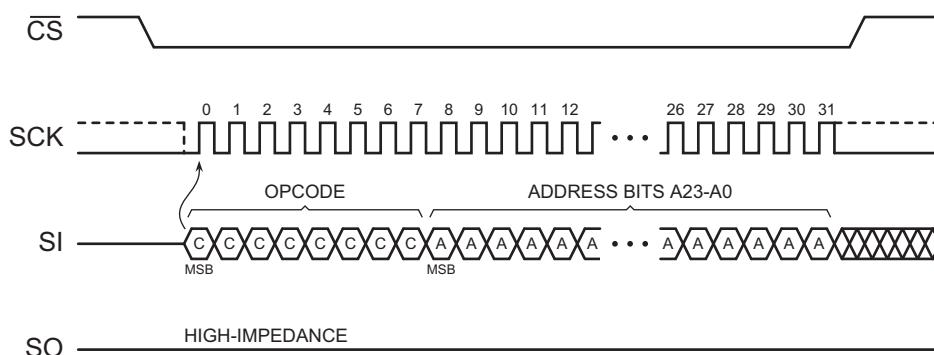 CS
0 1 2 3 4 5 6 7 8 9 10 11 12 26 27 28 29 30 31
SCK
OPCODE ADDRESS BITS A23-A0
SI C C C C C C C C A A A A A A A A A A A A
MSB MSB
HIGH-IMPEDANCE
SO